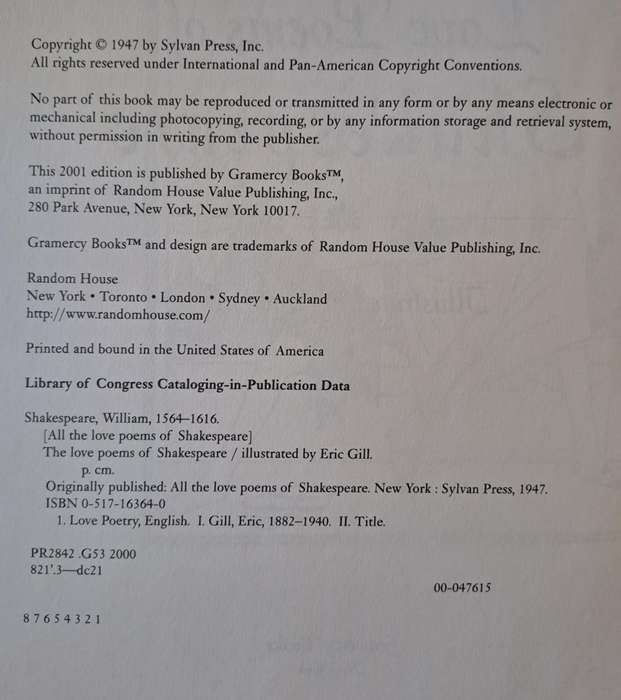 Copyright © 1947 by Sylvan Press, Inc.
All rights reserved under International and Pan-American Copyright Conventions.
No part of this book may be reproduced or transmitted in any form or by any means electronic or
mechanical including photocopying, recording, or by any information storage and retrieval system,
without permission in writing from the publisher.
This 2001 edition is published by Gramercy Books™,
an imprint of Random House Value Publishing, Inc.,
280 Park Avenue, New York, New York 10017.
Gramercy Books™ and design are trademarks of Random House Value Publishing, Inc.
Random House
New York • Toronto • London • Sydney • Auckland
http://www.randomhouse.com/
Printed and bound in the United States of America
Library of Congress Cataloging-in-Publication Data
Shakespeare, William, 1564–1616.
[All the love poems of Shakespeare]
The love poems of Shakespeare / illustrated by Eric Gill.
p. cm.
Originally published: All the love poems of Shakespeare. New York : Sylvan Press, 1947.
ISBN 0-517-16364-0
1. Love Poetry, English. I. Gill, Eric, 1882–1940. II. Title.
PR2842 .G53 2000
821'.3—dc21
00-047615
8 7 6 5 4 3 2 1